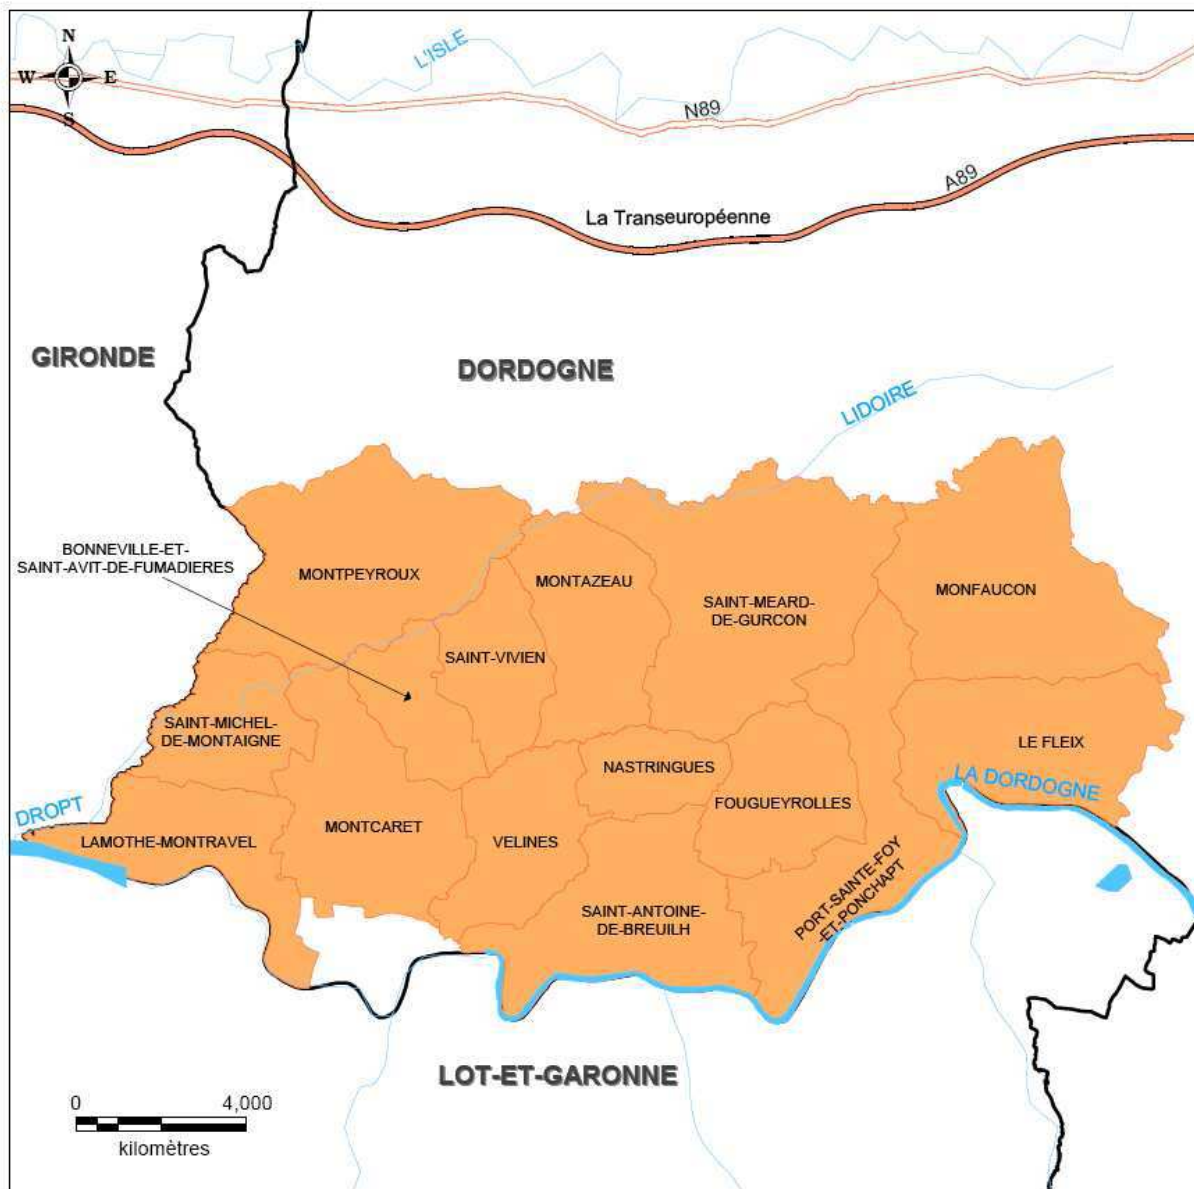 N
W E
S
L'ISLE
N89
A89
La Transeuropéenne
GIRONDE
DORDOGNE
LIDOIRE
BONNEVILLE-ET-
SAINT-AVIT-DE-FUMADIERES
MONTPEYROUX
MONTAZEAU
SAINT-MEARD-
DE-GURCON
MONFAUCON
SAINT-VIVIEN
SAINT-MICHEL-
DE-MONTAIGNE
LE FLEIX
NASTRINGUES
LA DORDOGNE
DROPT
FOUGUEYROLLES
LAMOTHE-MONTRAVEL
MONTCARET
VELINES
PORT-SAINTE-FOY
-ET-PONCHAPT
SAINT-ANTOINE-
DE-BREUILH
LOT-ET-GARONNE
0 4,000
kilomètres